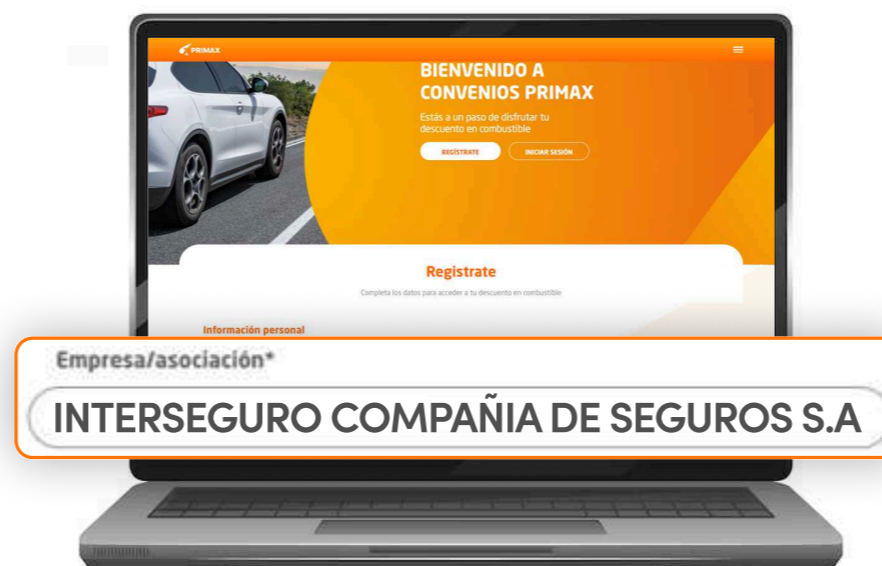 PRIMAX
BIENVENIDO A
CONVENIOS PRIMAX
Estás a un paso de disfrutar tu
descuento en combustible
REGÍSTRATE
INICIAR SESIÓN
Registrate
Completa los datos para acceder a tu descuento en combustible
Información personal
Empresa/asociación*
INTERSEGURO COMPAÑIA DE SEGUROS S.A